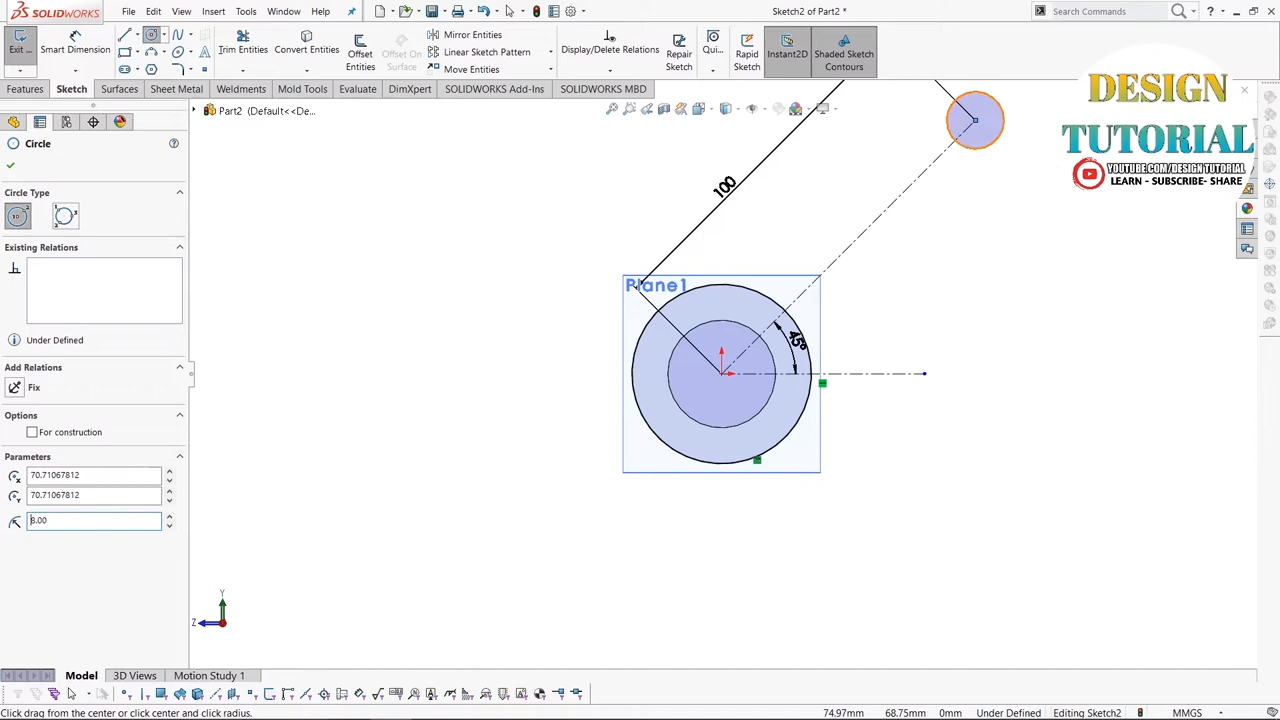 SOLIDWORKS
File Edit View Insert Tools Window Help
Sketch2 of Part2 *
Search Commands
Exit ...
Smart Dimension
Trim Entities
Convert Entities
Offset Entities
Offset On Surface
Mirror Entities
Linear Sketch Pattern
Move Entities
Display/Delete Relations
Repair Sketch
Qui...
Rapid Sketch
Instant2D
Shaded Sketch Contours
Features Sketch Surfaces Sheet Metal Weldments Mold Tools Evaluate DimXpert SOLIDWORKS Add-Ins SOLIDWORKS MBD
DESIGN
TUTORIAL
YOUTUBE.COM/DESIGN TUTORIAL
LEARN - SUBSCRIBE- SHARE
Part2 (Default<<De...
Circle
Circle Type
Existing Relations
Under Defined
Add Relations
Fix
Options
For construction
Parameters
70.71067812
70.71067812
8.00
100
Plane1
45°
Y
Z
Model 3D Views Motion Study 1
Click drag from the center or click center and click radius.
74.97mm 68.75mm 0mm Under Defined Editing Sketch2 MMGS